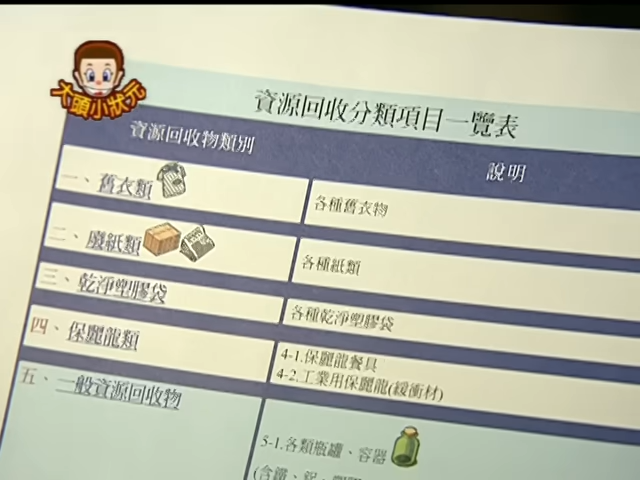 大頭小狀元
資源回收分類項目一覽表
資源回收物類別
說明
一、舊衣類
各種舊衣物
二、廢紙類
各種紙類
三、乾淨塑膠袋
各種乾淨塑膠袋
四、保麗龍類
4-1.保麗龍餐具
4-2.工業用保麗龍(緩衝材)
五、一般資源回收物
5-1.各類瓶罐、容器
(含鐵、鋁、